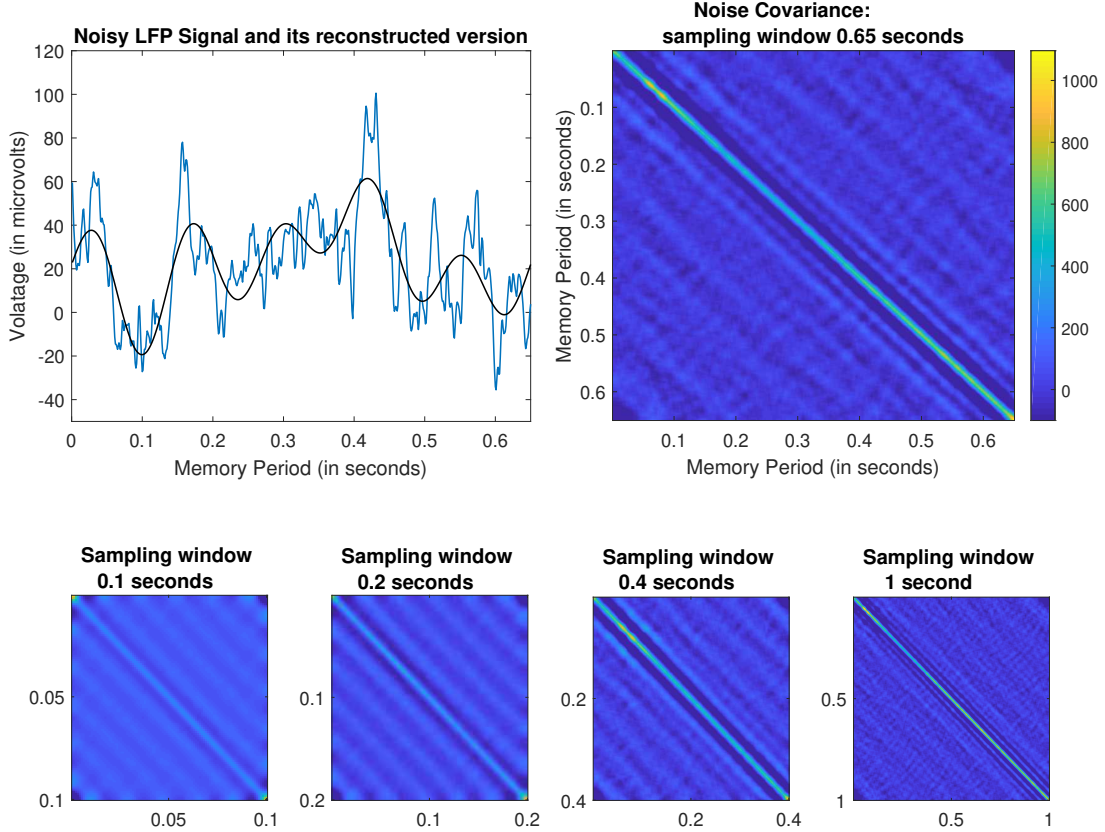 Noisy LFP Signal and its reconstructed version
120
100
80
60
40
20
0
-20
-40
Volatage (in microvolts)
0 0.1 0.2 0.3 0.4 0.5 0.6
Memory Period (in seconds)
Noise Covariance:
sampling window 0.65 seconds
0.1
0.2
0.3
0.4
0.5
0.6
Memory Period (in seconds)
0.1 0.2 0.3 0.4 0.5 0.6
Memory Period (in seconds)
1000
800
600
400
200
0
Sampling window
0.1 seconds
0.05
0.1
0.05 0.1
Sampling window
0.2 seconds
0.1
0.2
0.1 0.2
Sampling window
0.4 seconds
0.2
0.4
0.2 0.4
Sampling window
1 second
0.5
1
0.5 1